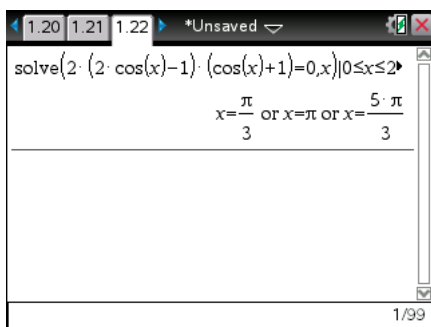 1.20 1.21 1.22 *Unsaved
solve(2·(2·cos(x)−1)·(cos(x)+1)=0,x)|0≤x≤2▸
x=π/3 or x=π or x=5·π/3
1/99